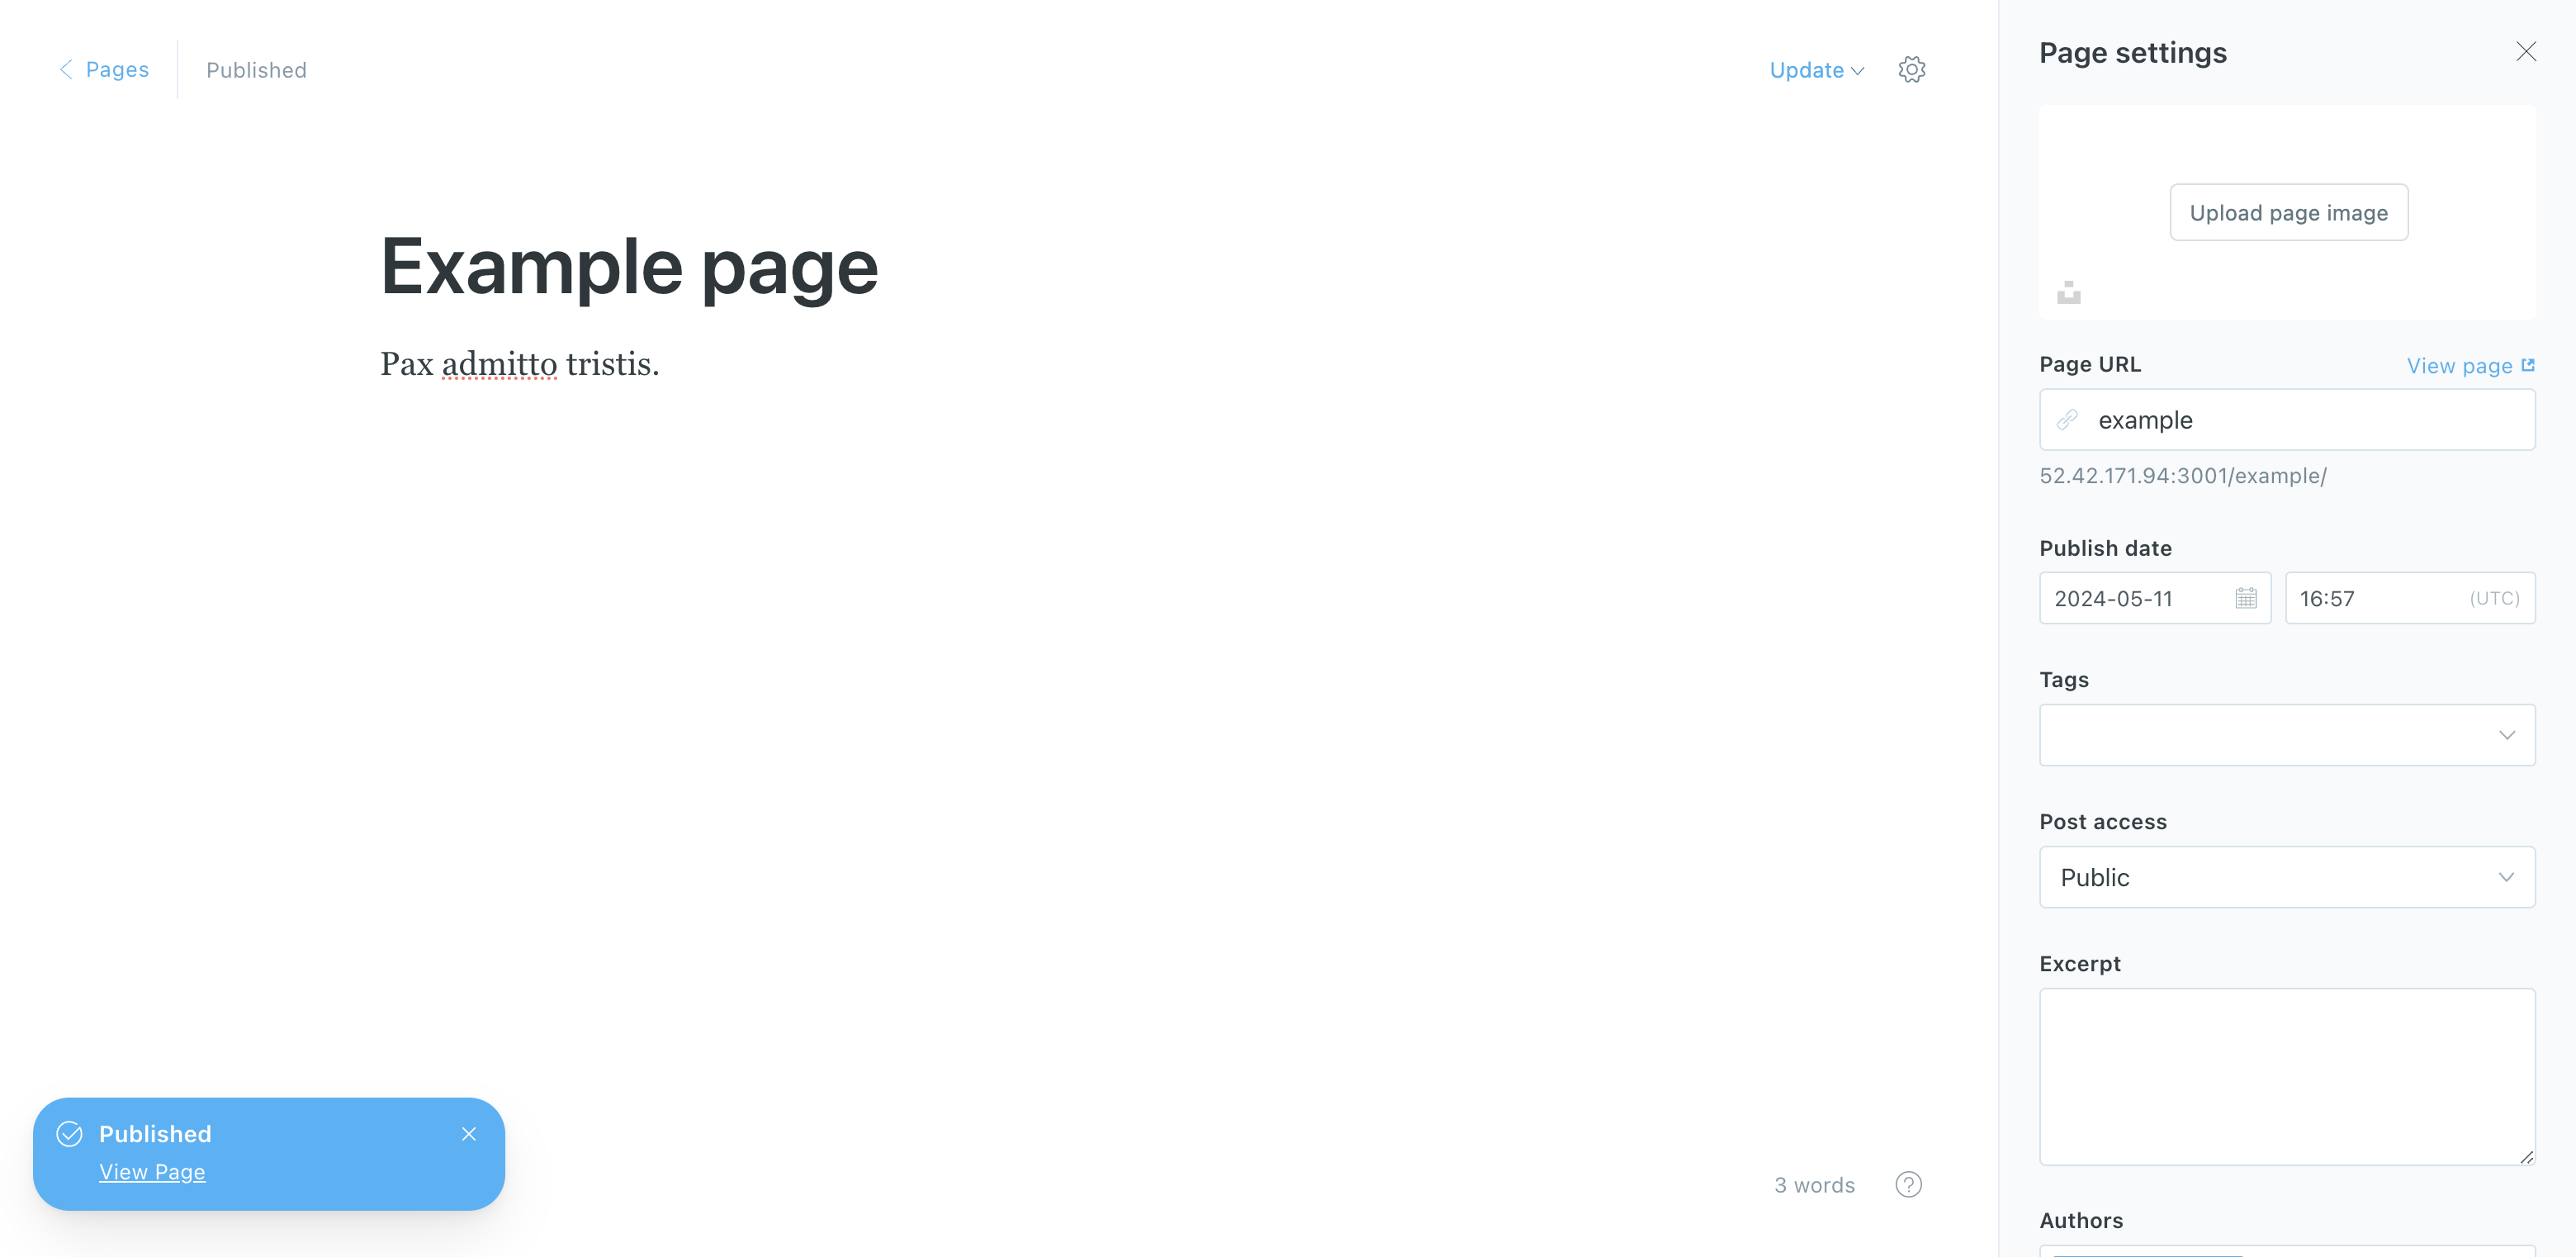 Pages
Published
Update
Example page
Pax admitto tristis.
Published
View Page
3 words
?
Page settings
Upload page image
Page URL
View page
example
52.42.171.94:3001/example/
Publish date
2024-05-11
16:57 (UTC)
Tags
Post access
Public
Excerpt
Authors